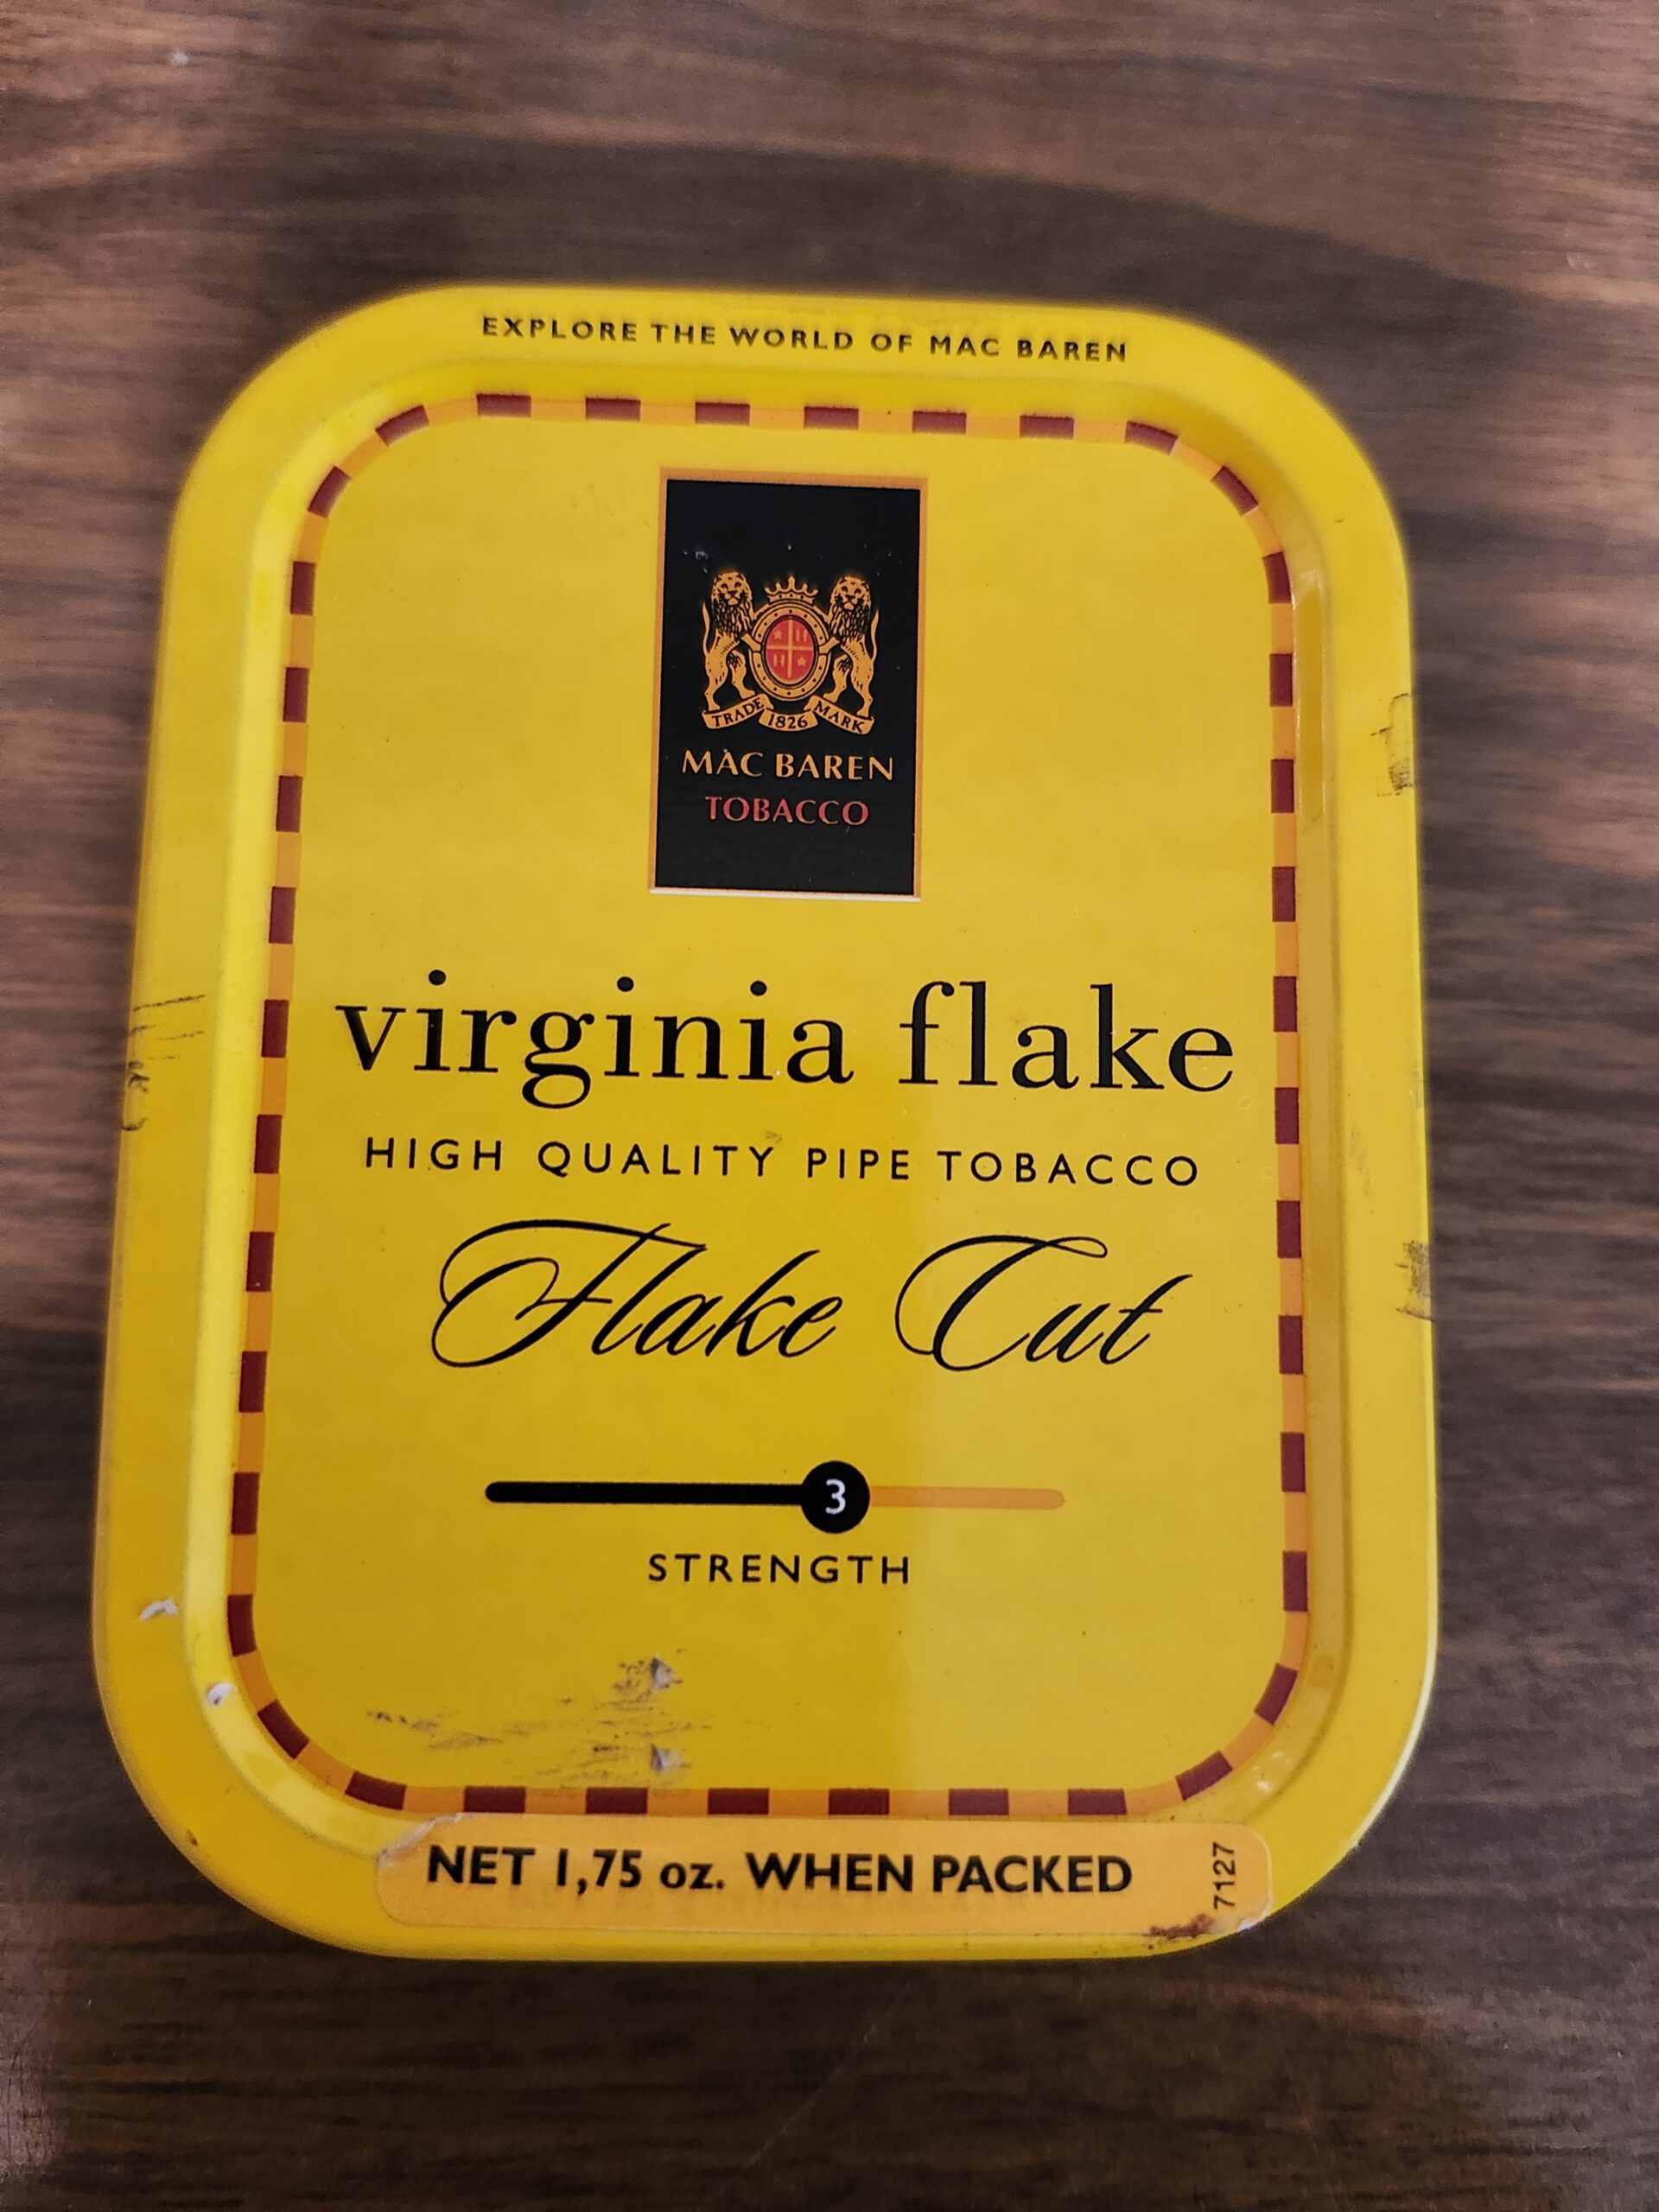 EXPLORE THE WORLD OF MAC BAREN
TRADE 1826 MARK
MÀC BAREN
TOBACCO
virginia flake
HIGH QUALITY PIPE TOBACCO
Flake Cut
3
STRENGTH
NET 1,75 oz. WHEN PACKED
7127